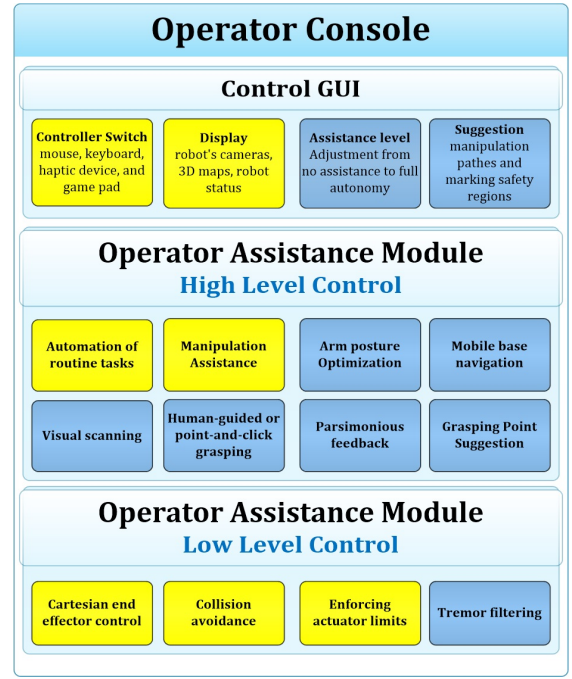 Operator Console
Control GUI
Controller Switch
mouse, keyboard,
haptic device, and
game pad
Display
robot's cameras,
3D maps, robot
status
Assistance level
Adjustment from
no assistance to full
autonomy
Suggestion
manipulation
pathes and
marking safety
regions
Operator Assistance Module
High Level Control
Automation of
routine tasks
Manipulation
Assistance
Arm posture
Optimization
Mobile base
navigation
Visual scanning
Human-guided or
point-and-click
grasping
Parsimonious
feedback
Grasping Point
Suggestion
Operator Assistance Module
Low Level Control
Cartesian end
effector control
Collision
avoidance
Enforcing
actuator limits
Tremor filtering